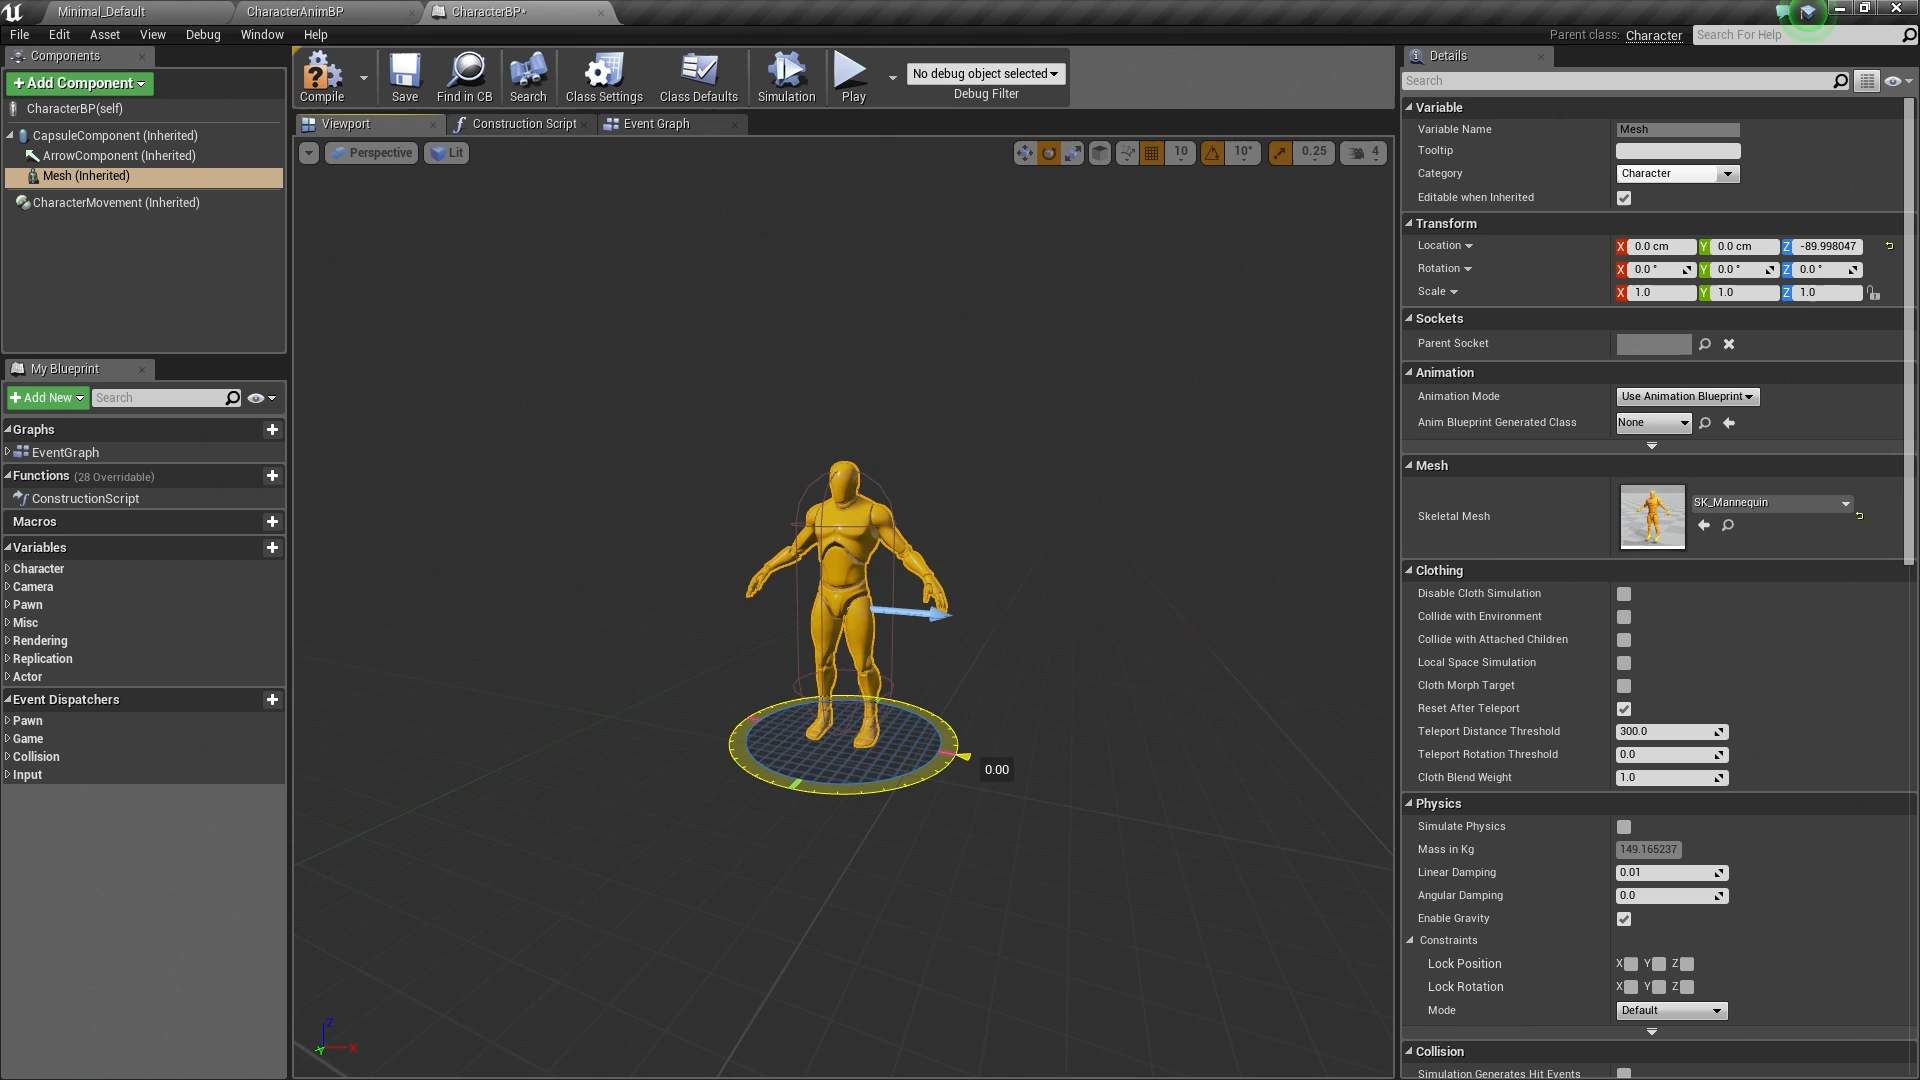 Minimal_Default
CharacterAnimBP
CharacterBP*
File Edit Asset View Debug Window Help
Parent class: Character
Search For Help
Components
+Add Component
CharacterBP(self)
CapsuleComponent (Inherited)
ArrowComponent (Inherited)
Mesh (Inherited)
CharacterMovement (Inherited)
My Blueprint
+Add New
Search
Graphs
EventGraph
Functions (28 Overridable)
ConstructionScript
Macros
Variables
Character
Camera
Pawn
Misc
Rendering
Replication
Actor
Event Dispatchers
Pawn
Game
Collision
Input
Compile
Save
Find in CB
Search
Class Settings
Class Defaults
Simulation
Play
No debug object selected
Debug Filter
Viewport
Construction Script
Event Graph
Perspective
Lit
10
10°
0.25
4
0.00
Z
X
Y
Details
Search
Variable
Variable Name Mesh
Tooltip
Category Character
Editable when Inherited
Transform
Location X 0.0 cm Y 0.0 cm Z -89.998047
Rotation X 0.0 ° Y 0.0 ° Z 0.0 °
Scale X 1.0 Y 1.0 Z 1.0
Sockets
Parent Socket
Animation
Animation Mode Use Animation Blueprint
Anim Blueprint Generated Class None
Mesh
Skeletal Mesh SK_Mannequin
Clothing
Disable Cloth Simulation
Collide with Environment
Collide with Attached Children
Local Space Simulation
Cloth Morph Target
Reset After Teleport
Teleport Distance Threshold 300.0
Teleport Rotation Threshold 0.0
Cloth Blend Weight 1.0
Physics
Simulate Physics
Mass in Kg 149.165237
Linear Damping 0.01
Angular Damping 0.0
Enable Gravity
Constraints
Lock Position X Y Z
Lock Rotation X Y Z
Mode Default
Collision
Simulation Generates Hit Events